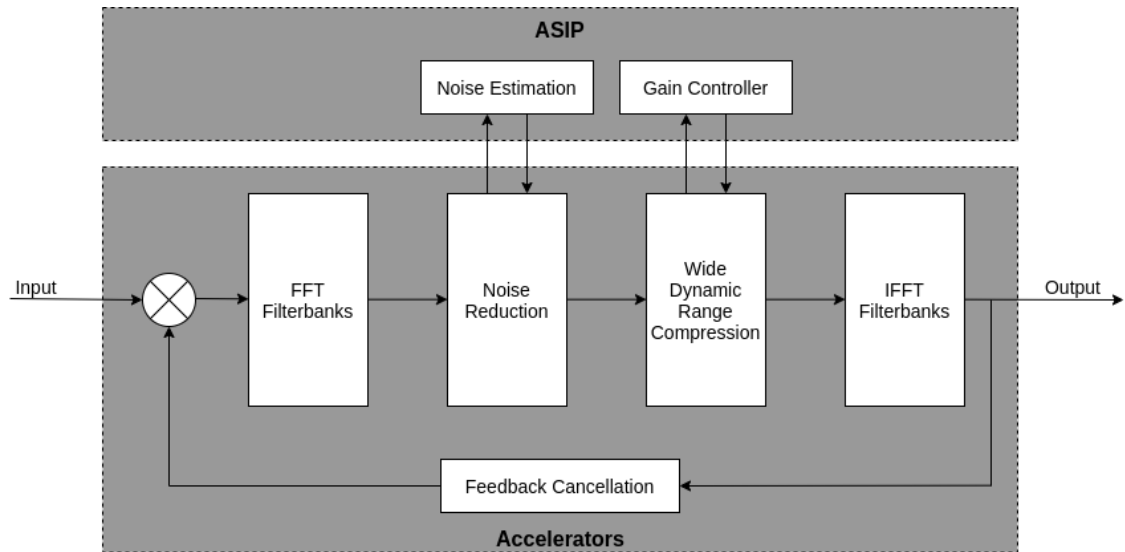 ASIP
Noise Estimation
Gain Controller
Input
FFT
Filterbanks
Noise
Reduction
Wide
Dynamic
Range
Compression
IFFT
Filterbanks
Output
Feedback Cancellation
Accelerators